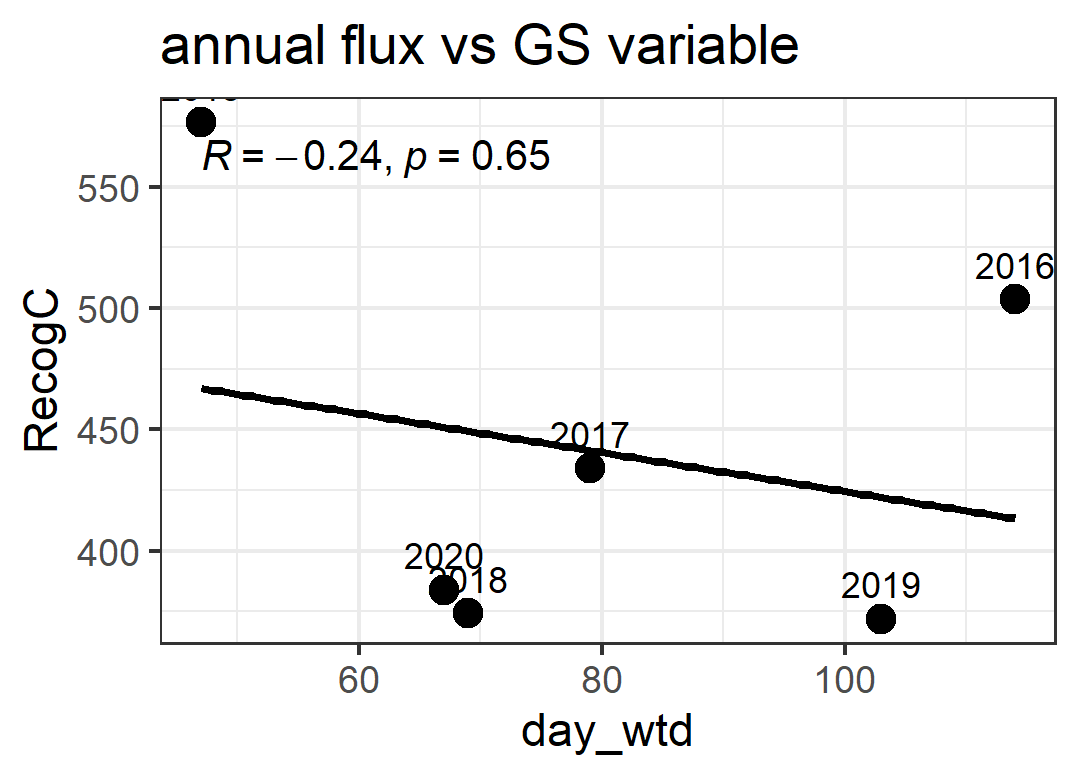 annual flux vs GS variable
R = −0.24, p = 0.65
550
2016
500
RecogC
450
2017
400
2020
2018
2019
60 80 100
day_wtd